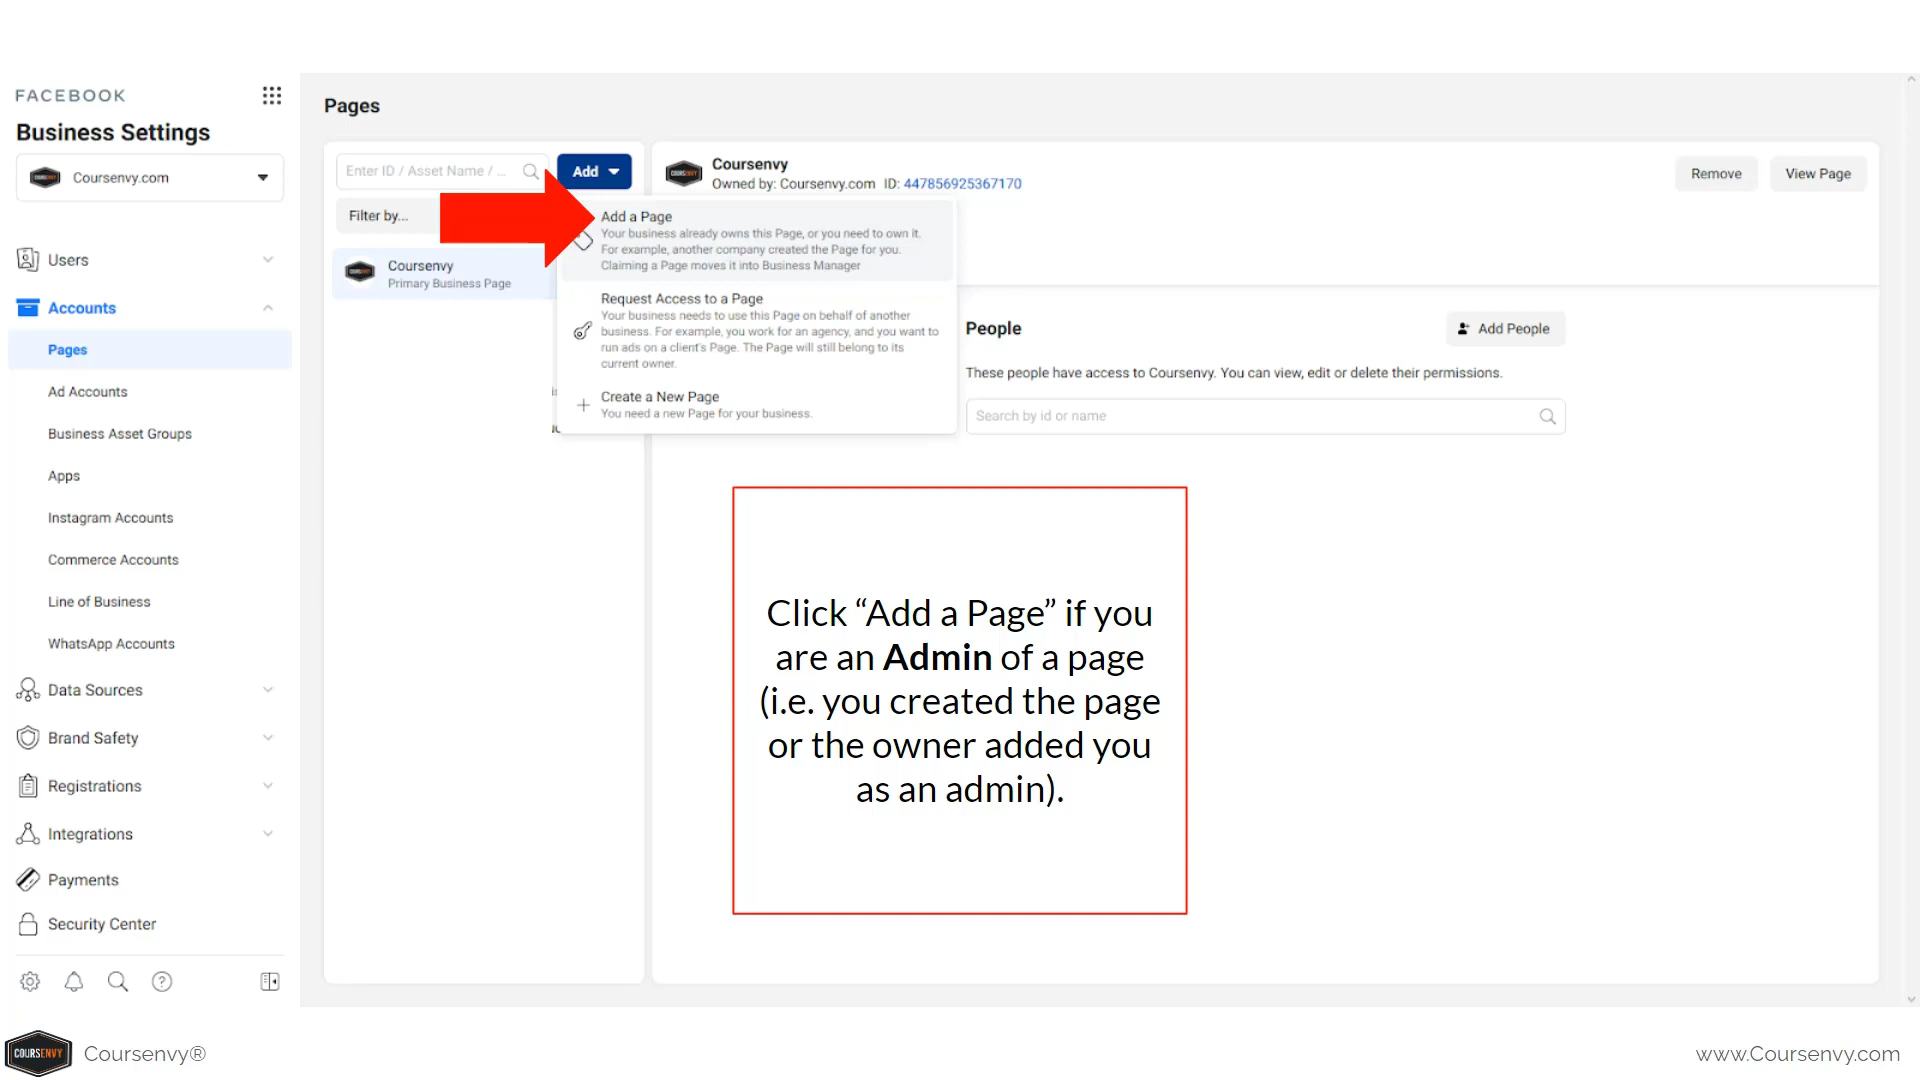 FACEBOOK
Business Settings
Coursenvy.com
Users
Accounts
Pages
Ad Accounts
Business Asset Groups
Apps
Instagram Accounts
Commerce Accounts
Line of Business
WhatsApp Accounts
Data Sources
Brand Safety
Registrations
Integrations
Payments
Security Center
Pages
Enter ID / Asset Name / ...
Add
Filter by...
Coursenvy
Primary Business Page
Add a Page
Your business already owns this Page, or you need to own it.
For example, another company created the Page for you.
Claiming a Page moves it into Business Manager
Request Access to a Page
Your business needs to use this Page on behalf of another
business. For example, you work for an agency, and you want to
run ads on a client's Page. The Page will still belong to its
current owner.
Create a New Page
You need a new Page for your business.
Coursenvy
Owned by: Coursenvy.com ID: 447856925367170
Remove
View Page
People
Add People
These people have access to Coursenvy. You can view, edit or delete their permissions.
Search by id or name
Click “Add a Page” if you
are an Admin of a page
(i.e. you created the page
or the owner added you
as an admin).
COURSENVY
Coursenvy®
www.Coursenvy.com